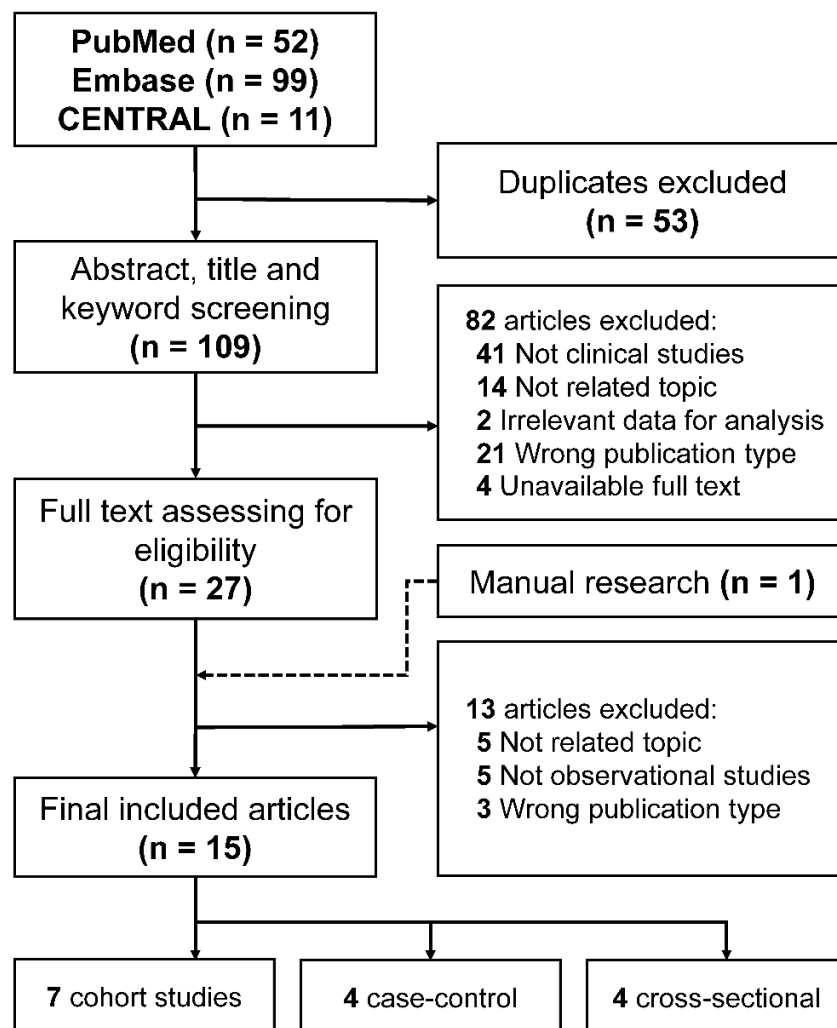 PubMed (n = 52)
Embase (n = 99)
CENTRAL (n = 11)
Duplicates excluded
(n = 53)
Abstract, title and
keyword screening
(n = 109)
82 articles excluded:
41 Not clinical studies
14 Not related topic
2 Irrelevant data for analysis
21 Wrong publication type
4 Unavailable full text
Full text assessing for
eligibility
(n = 27)
Manual research (n = 1)
13 articles excluded:
5 Not related topic
5 Not observational studies
3 Wrong publication type
Final included articles
(n = 15)
7 cohort studies
4 case-control
4 cross-sectional